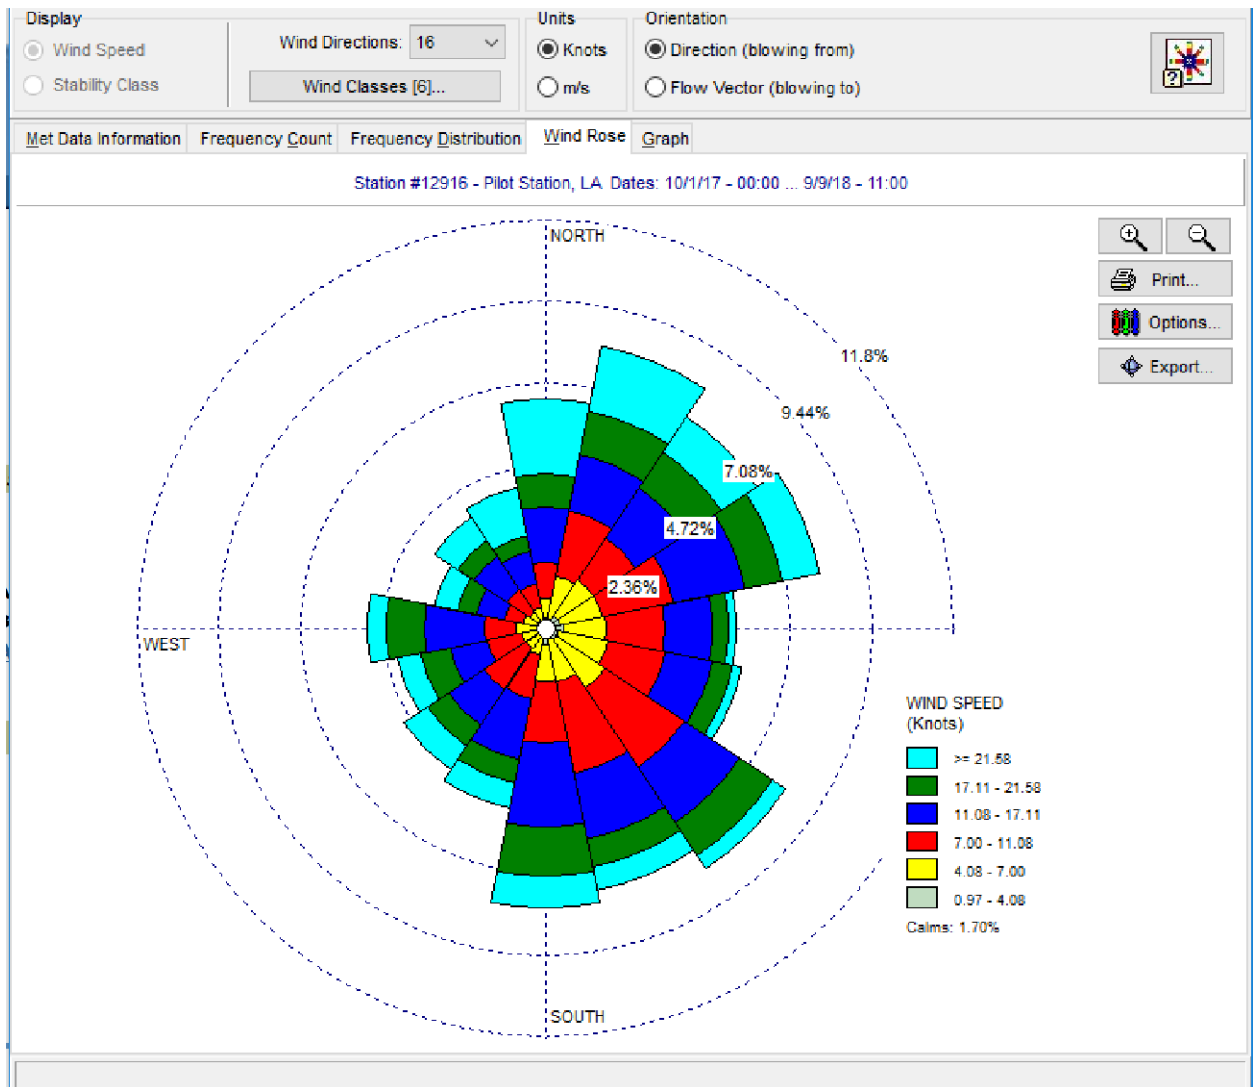 Display
Wind Speed
Stability Class
Wind Directions: 16
Wind Classes [6]...
Units
Knots
m/s
Orientation
Direction (blowing from)
Flow Vector (blowing to)
?
Met Data Information Frequency Count Frequency Distribution Wind Rose Graph
Station #12916 - Pilot Station, LA Dates: 10/1/17 - 00:00 ... 9/9/18 - 11:00
Print...
Options...
Export...
NORTH
11.8%
9.44%
7.08%
4.72%
2.36%
WEST
SOUTH
WIND SPEED
(Knots)
>= 21.58
17.11 - 21.58
11.08 - 17.11
7.00 - 11.08
4.08 - 7.00
0.97 - 4.08
Calms: 1.70%